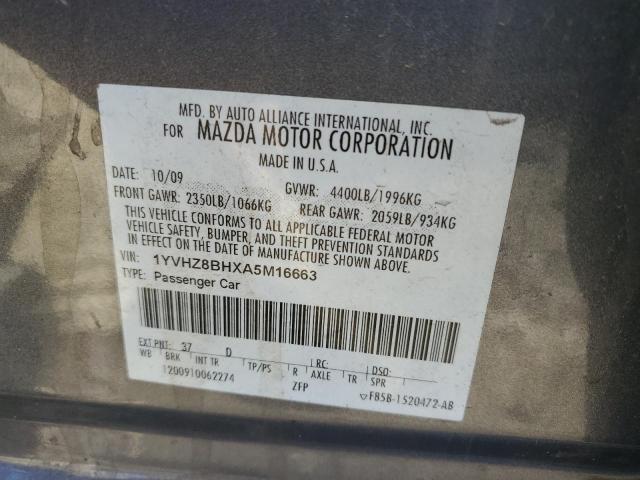 MFD. BY AUTO ALLIANCE INTERNATIONAL, INC.
FOR MAZDA MOTOR CORPORATION
MADE IN U.S.A.
DATE: 10/09 GVWR: 4400LB/1996KG
FRONT GAWR: 2350LB/1066KG REAR GAWR: 2059LB/934KG
THIS VEHICLE CONFORMS TO ALL APPLICABLE FEDERAL MOTOR
VEHICLE SAFETY, BUMPER, AND THEFT PREVENTION STANDARDS
IN EFFECT ON THE DATE OF MANUFACTURE SHOWN ABOVE.
VIN: 1YVHZ8BHXA5M16663
TYPE: Passenger Car
EXT PNT: 37 D RC: DSO:
WB BRK INT TR TP/PS R AXLE TR SPR
1200910062274 ZFP
▽F85B-1520472-AB